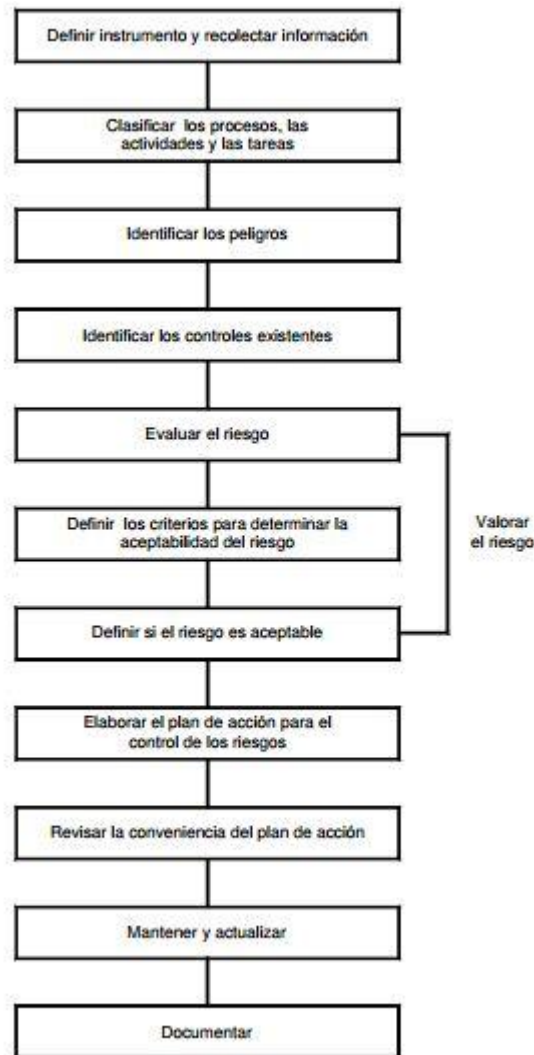 Definir instrumento y recolectar información
Clasificar los procesos, las
actividades y las tareas
Identificar los peligros
Identificar los controles existentes
Evaluar el riesgo
Definir los criterios para determinar la
aceptabilidad del riesgo
Valorar
el riesgo
Definir si el riesgo es aceptable
Elaborar el plan de acción para el
control de los riesgos
Revisar la conveniencia del plan de acción
Mantener y actualizar
Documentar